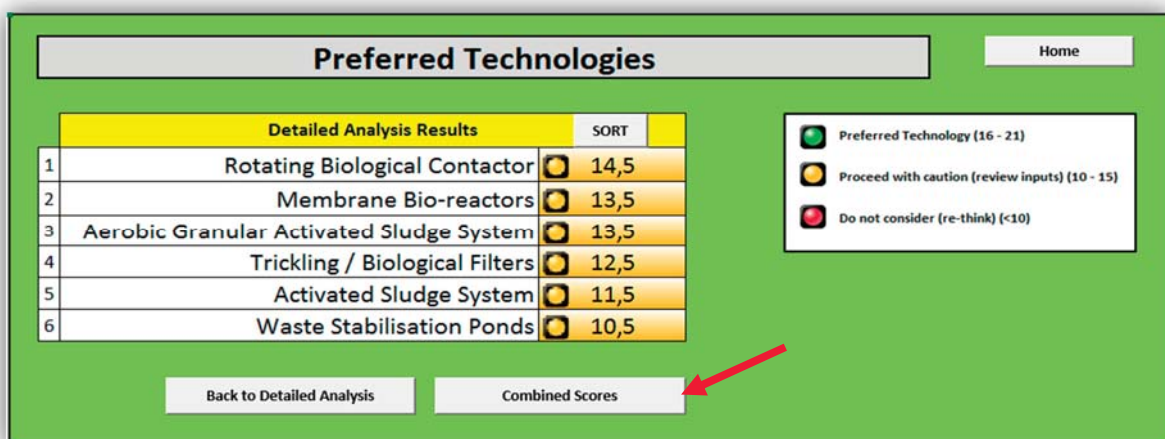 Preferred Technologies
Home
Detailed Analysis Results SORT
1 Rotating Biological Contactor 14,5
2 Membrane Bio-reactors 13,5
3 Aerobic Granular Activated Sludge System 13,5
4 Trickling / Biological Filters 12,5
5 Activated Sludge System 11,5
6 Waste Stabilisation Ponds 10,5
Preferred Technology (16 - 21)
Proceed with caution (review inputs) (10 - 15)
Do not consider (re-think) (<10)
Back to Detailed Analysis
Combined Scores